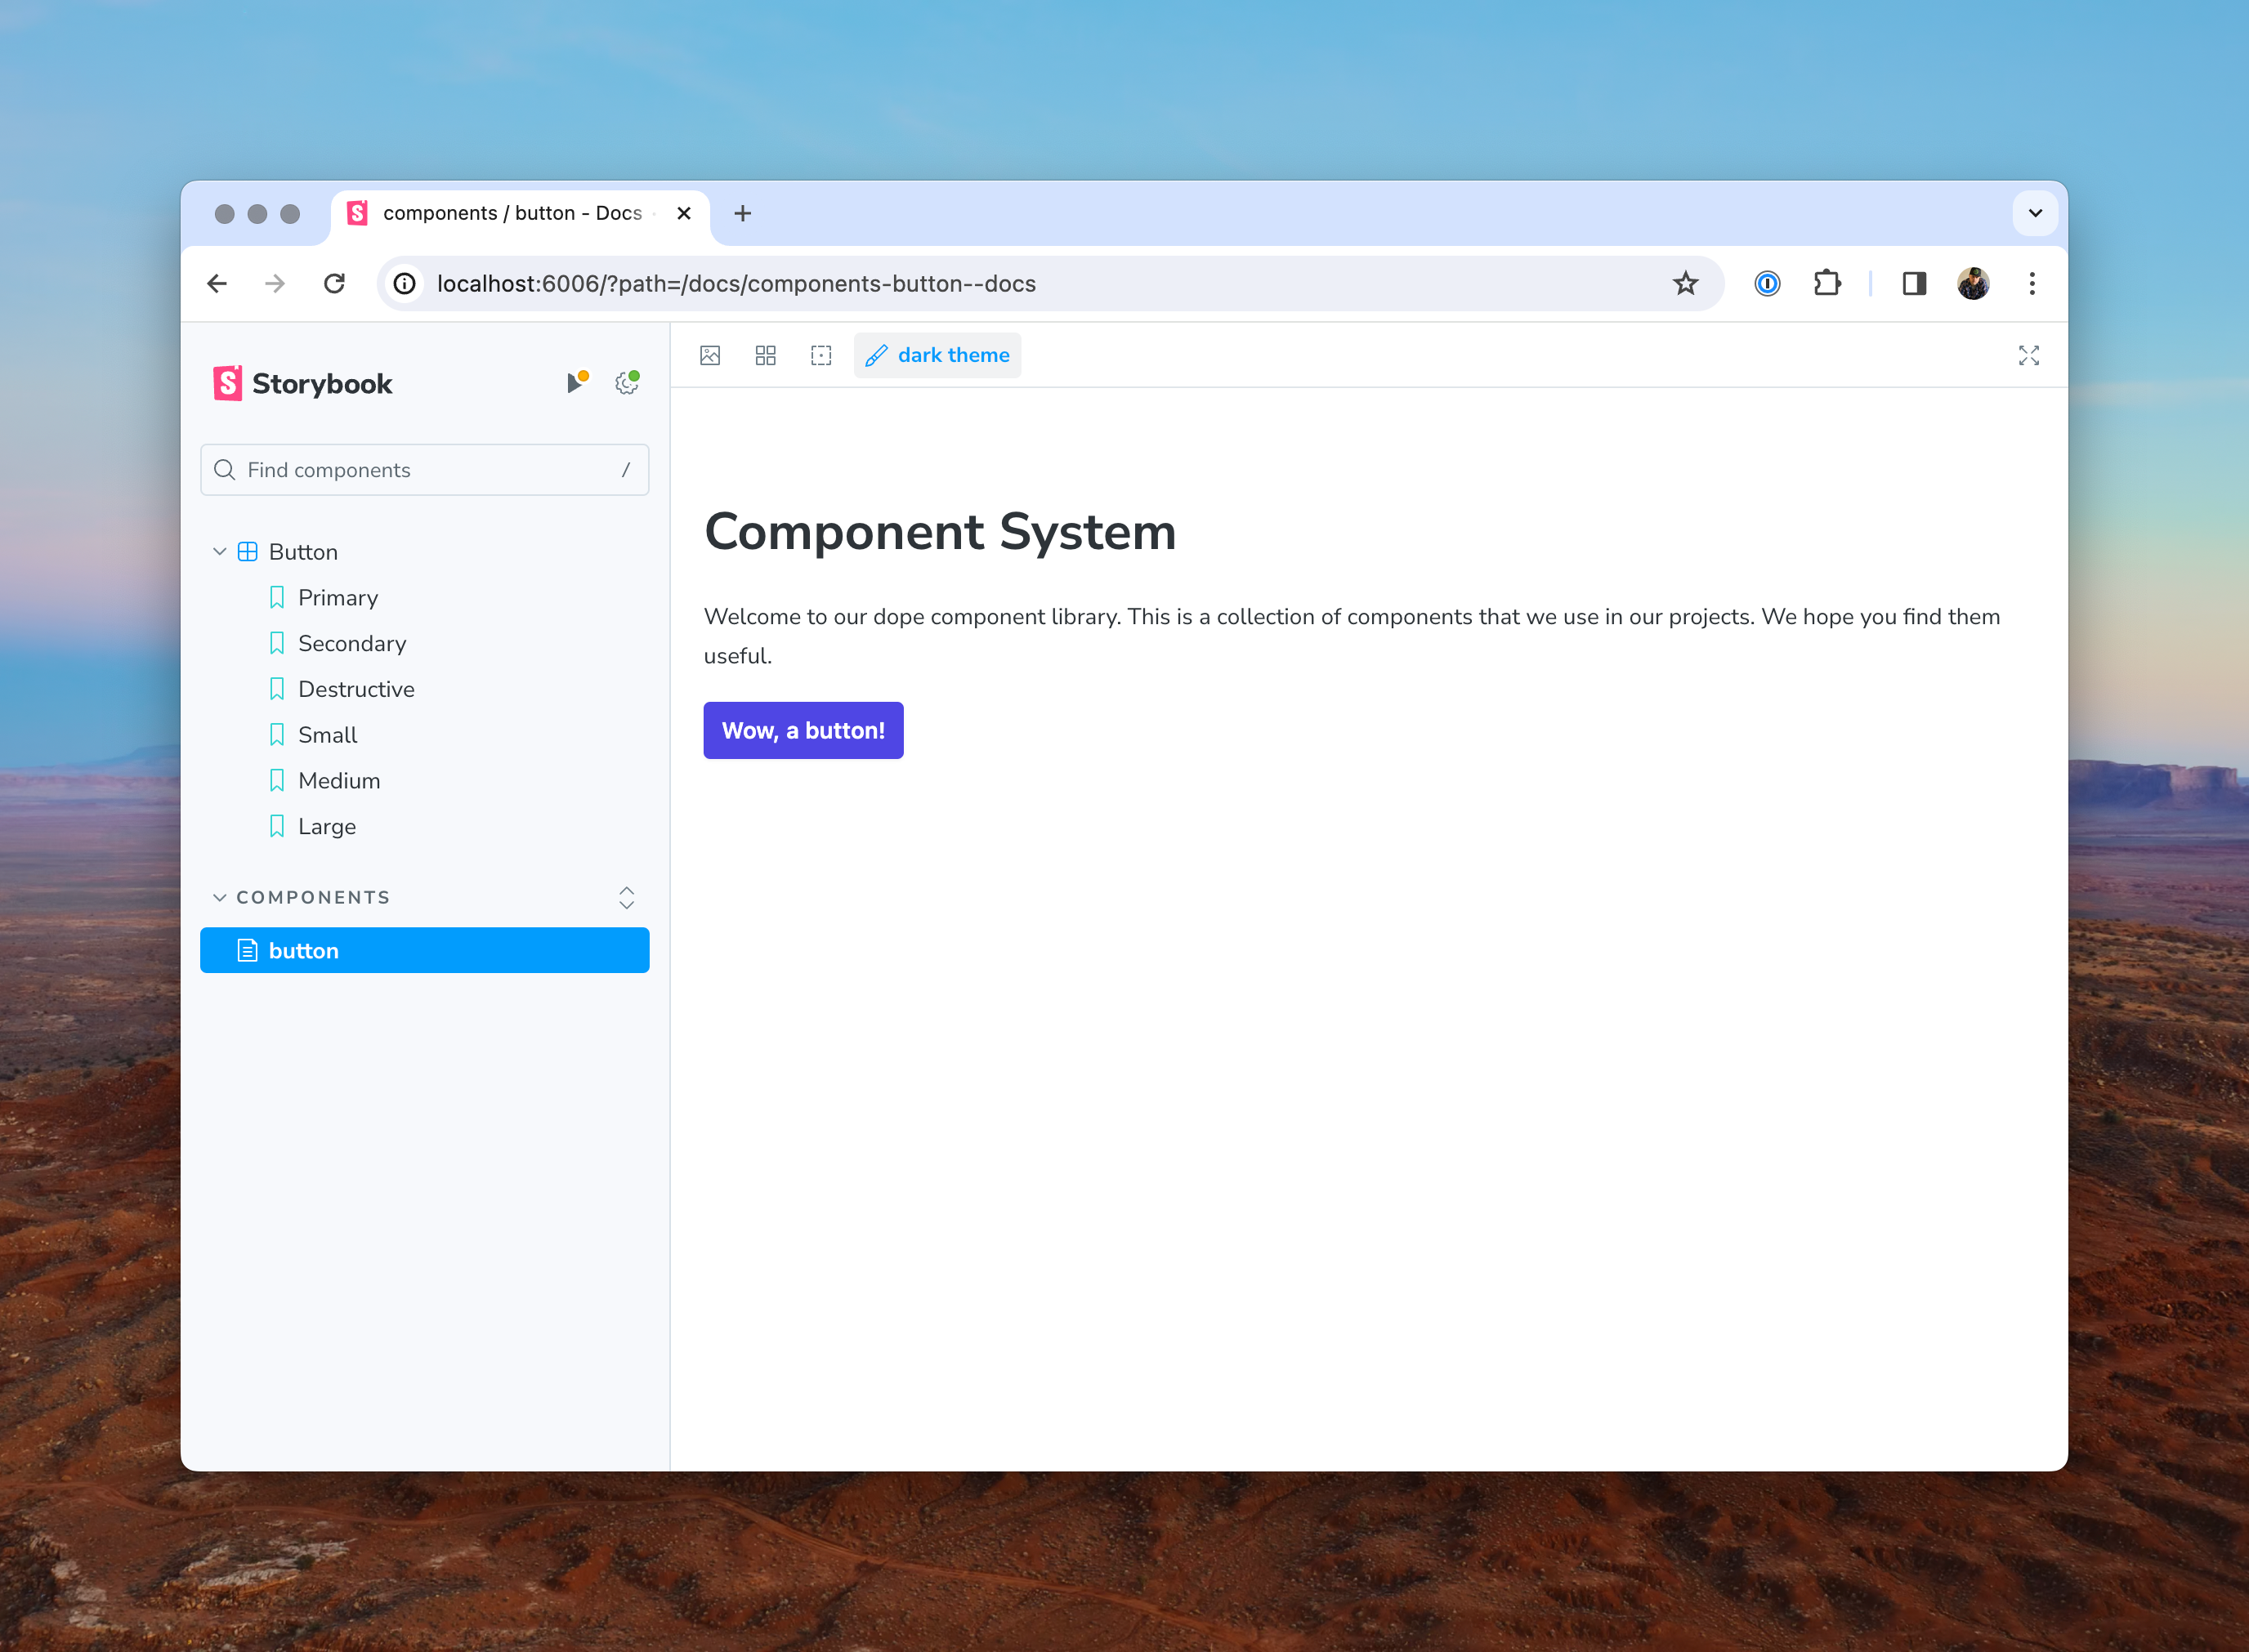 components / button - Docs
localhost:6006/?path=/docs/components-button--docs
Storybook
Find components
/
Button
Primary
Secondary
Destructive
Small
Medium
Large
COMPONENTS
button
dark theme
Component System
Welcome to our dope component library. This is a collection of components that we use in our projects. We hope you find them
useful.
Wow, a button!